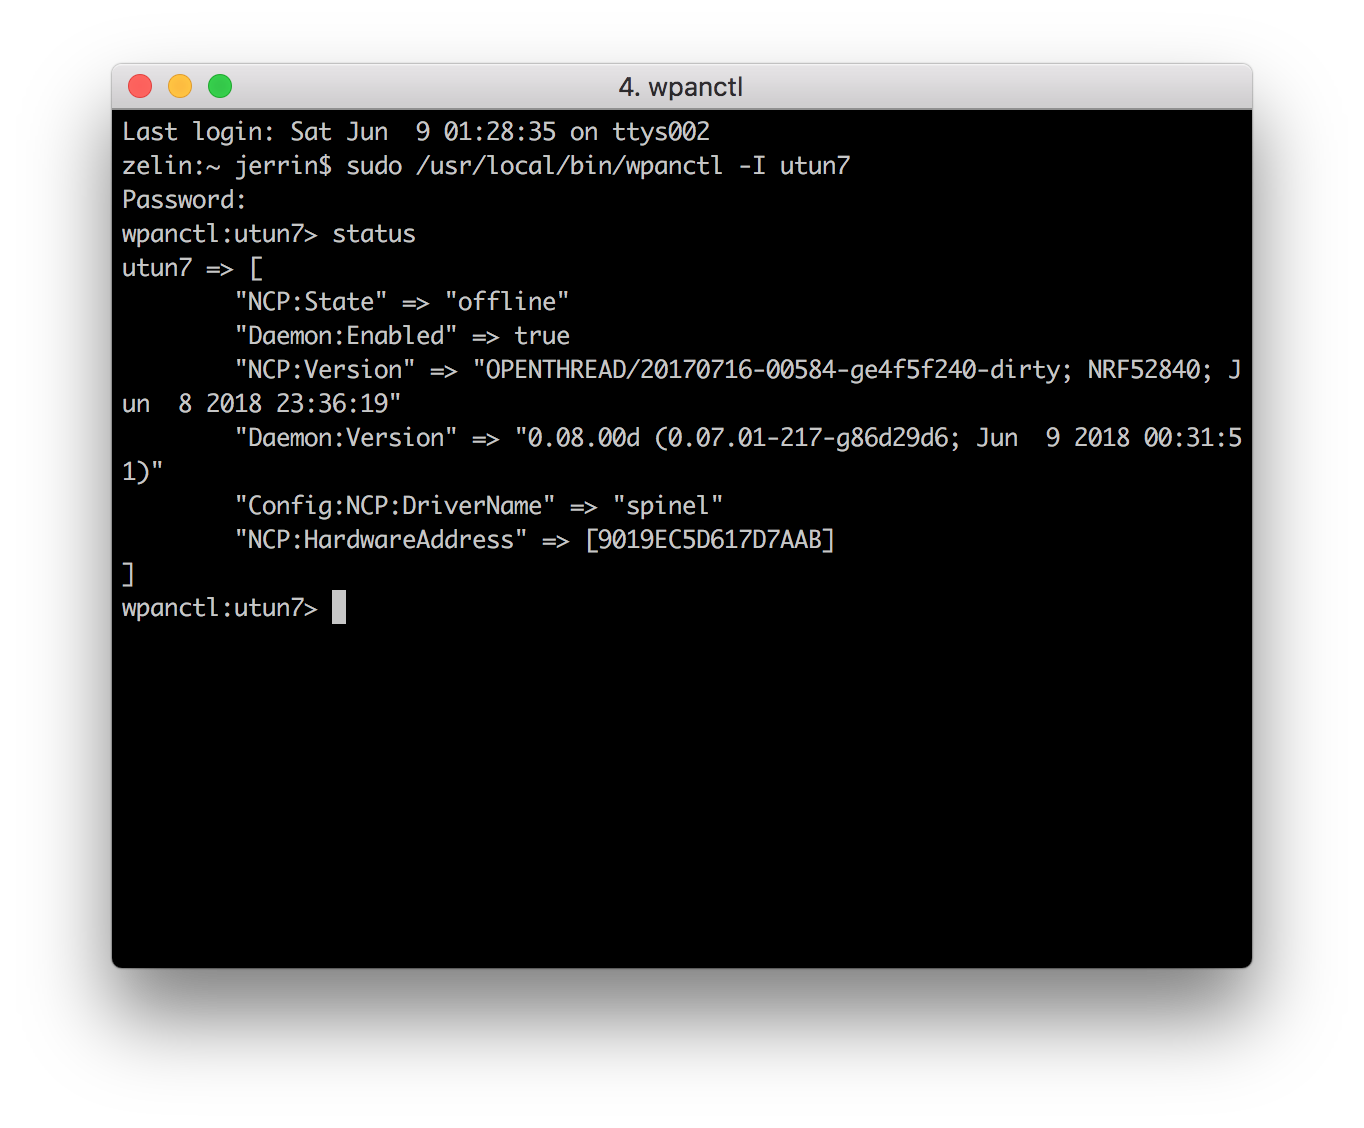 4. wpanctl
Last login: Sat Jun  9 01:28:35 on ttys002
zelin:~ jerrin$ sudo /usr/local/bin/wpanctl -I utun7
Password:
wpanctl:utun7> status
utun7 => [
        "NCP:State" => "offline"
        "Daemon:Enabled" => true
        "NCP:Version" => "OPENTHREAD/20170716-00584-ge4f5f240-dirty; NRF52840; J
un  8 2018 23:36:19"
        "Daemon:Version" => "0.08.00d (0.07.01-217-g86d29d6; Jun  9 2018 00:31:5
1)"
        "Config:NCP:DriverName" => "spinel"
        "NCP:HardwareAddress" => [9019EC5D617D7AAB]
]
wpanctl:utun7>